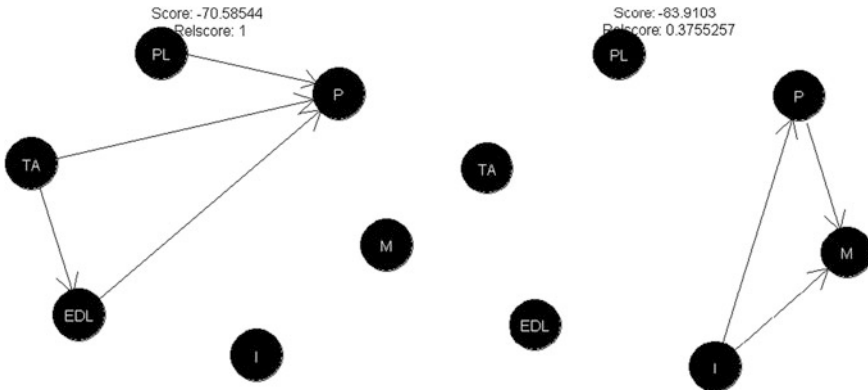 Score: -70.58544
Relscore: 1
PL
P
TA
M
EDL
I
Score: -83.9103
Relscore: 0.3755257
PL
P
TA
M
EDL
I